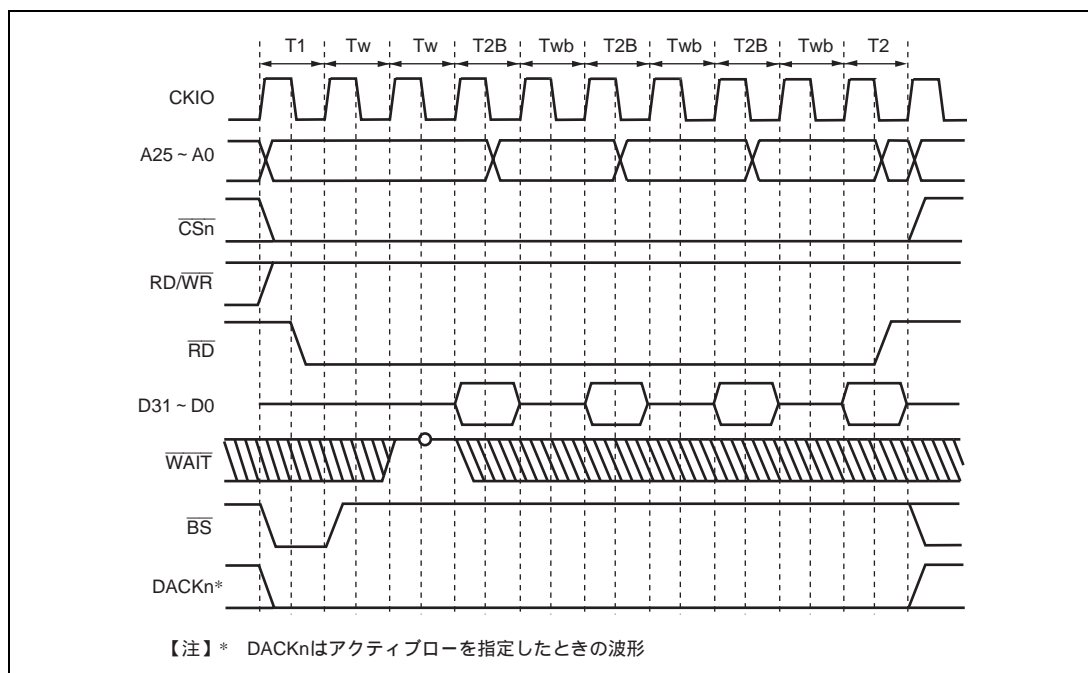 T1 Tw Tw T2B Twb T2B Twb T2B Twb T2
CKIO
A25 ~ A0
CSn
RD/WR
RD
D31 ~ D0
WAIT
BS
DACKn*
【注】* DACKnはアクティブローを指定したときの波形